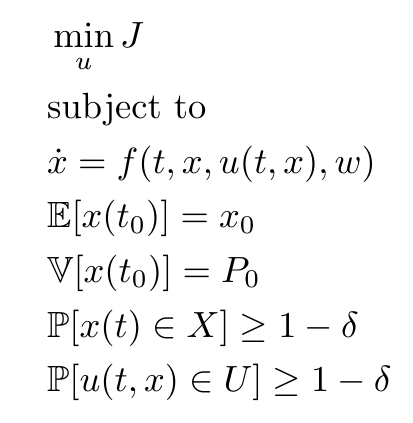 min J
u
subject to
ẋ = f(t, x, u(t, x), w)
𝔼[x(t₀)] = x₀
𝕍[x(t₀)] = P₀
ℙ[x(t) ∈ X] ≥ 1 − δ
ℙ[u(t, x) ∈ U] ≥ 1 − δ